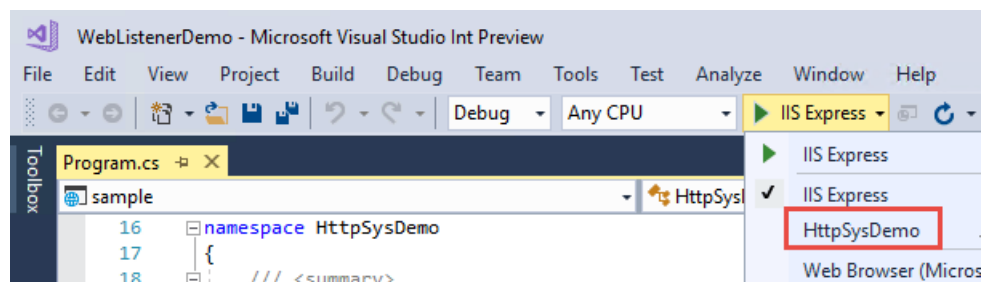 WebListenerDemo - Microsoft Visual Studio Int Preview
File Edit View Project Build Debug Team Tools Test Analyze Window Help
Debug Any CPU IIS Express
Toolbox
Program.cs
IIS Express
sample HttpSysl
IIS Express
16 namespace HttpSysDemo
HttpSysDemo
17 {
18 /// <summary>
Web Browser (Micros